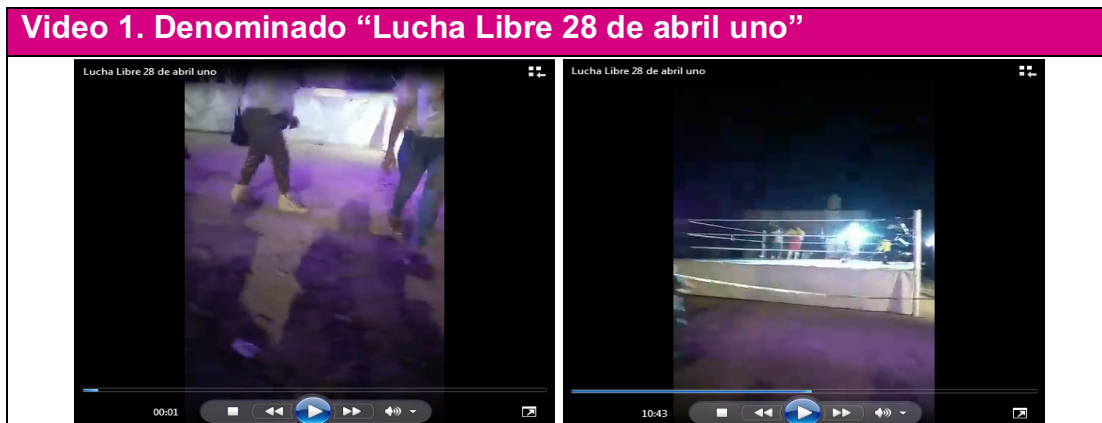 Video 1. Denominado “Lucha Libre 28 de abril uno”
Lucha Libre 28 de abril uno
Lucha Libre 28 de abril uno
00:01
10:43